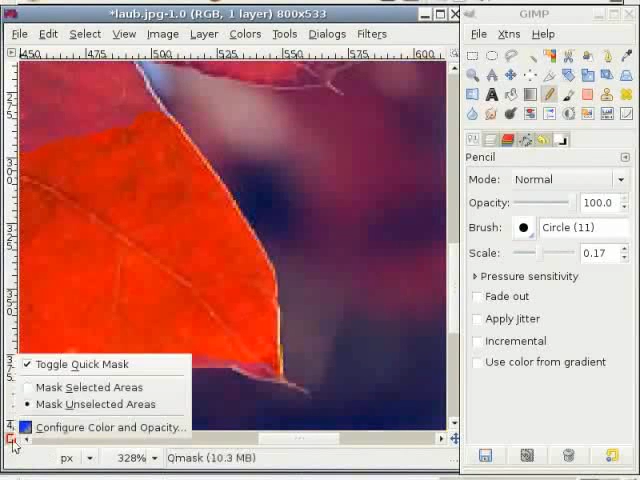 *laub.jpg-1.0 (RGB, 1 layer) 800x533
File Edit Select View Image Layer Colors Tools Dialogs Filters
450 475 500 525 550 575 600
Toggle Quick Mask
Mask Selected Areas
Mask Unselected Areas
Configure Color and Opacity...
px 328% Qmask (10.3 MB)
GIMP
File Xtns Help
Pencil
Mode: Normal
Opacity: 100.0
Brush: Circle (11)
Scale: 0.17
Pressure sensitivity
Fade out
Apply Jitter
Incremental
Use color from gradient